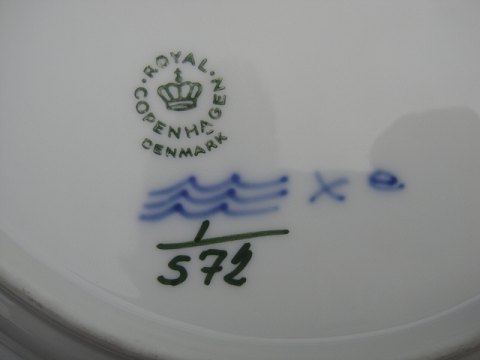 ROYAL
COPENHAGEN
DENMARK
X e.
1
572